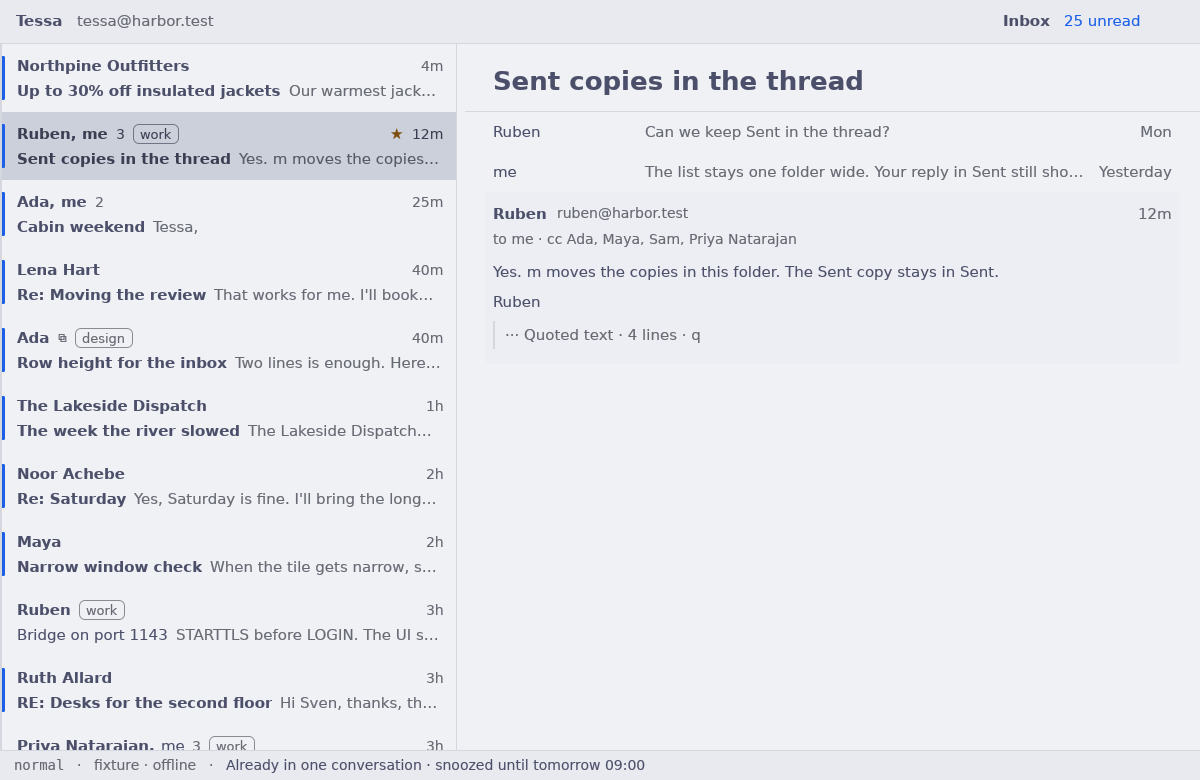 Tessa tessa@harbor.test Inbox 25 unread
Northpine Outfitters 4m
Up to 30% off insulated jackets Our warmest jack…
Ruben, me 3 work ★ 12m
Sent copies in the thread Yes. m moves the copies…
Ada, me 2 25m
Cabin weekend Tessa,
Lena Hart 40m
Re: Moving the review That works for me. I'll book…
Ada design 40m
Row height for the inbox Two lines is enough. Here…
The Lakeside Dispatch 1h
The week the river slowed The Lakeside Dispatch…
Noor Achebe 2h
Re: Saturday Yes, Saturday is fine. I'll bring the long…
Maya 2h
Narrow window check When the tile gets narrow, s…
Ruben work 3h
Bridge on port 1143 STARTTLS before LOGIN. The UI s…
Ruth Allard 3h
RE: Desks for the second floor Hi Sven, thanks, th…
Priya Natarajan, me 3 work 3h
Sent copies in the thread
Ruben Can we keep Sent in the thread? Mon
me The list stays one folder wide. Your reply in Sent still sho… Yesterday
Ruben ruben@harbor.test 12m
to me · cc Ada, Maya, Sam, Priya Natarajan
Yes. m moves the copies in this folder. The Sent copy stays in Sent.
Ruben
··· Quoted text · 4 lines · q
normal · fixture · offline · Already in one conversation · snoozed until tomorrow 09:00